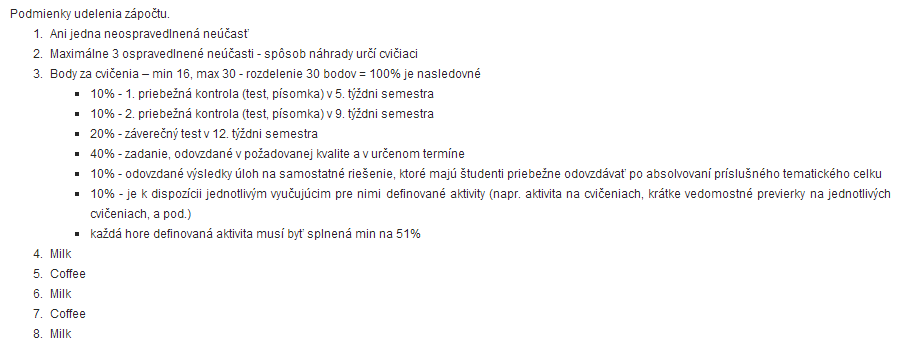 Podmienky udelenia zápočtu.
1. Ani jedna neospravedlnená neúčasť
2. Maximálne 3 ospravedlnené neúčasti - spôsob náhrady určí cvičiaci
3. Body za cvičenia – min 16, max 30 - rozdelenie 30 bodov = 100% je nasledovné
▪ 10% - 1. priebežná kontrola (test, písomka) v 5. týždni semestra
▪ 10% - 2. priebežná kontrola (test, písomka) v 9. týždni semestra
▪ 20% - záverečný test v 12. týždni semestra
▪ 40% - zadanie, odovzdané v požadovanej kvalite a v určenom termíne
▪ 10% - odovzdané výsledky úloh na samostatné riešenie, ktoré majú študenti priebežne odovzdávať po absolvovaní príslušného tematického celku
▪ 10% - je k dispozícii jednotlivým vyučujúcim pre nimi definované aktivity (napr. aktivita na cvičeniach, krátke vedomostné previerky na jednotlivých
cvičeniach, a pod.)
▪ každá hore definovaná aktivita musí byť splnená min na 51%
4. Milk
5. Coffee
6. Milk
7. Coffee
8. Milk